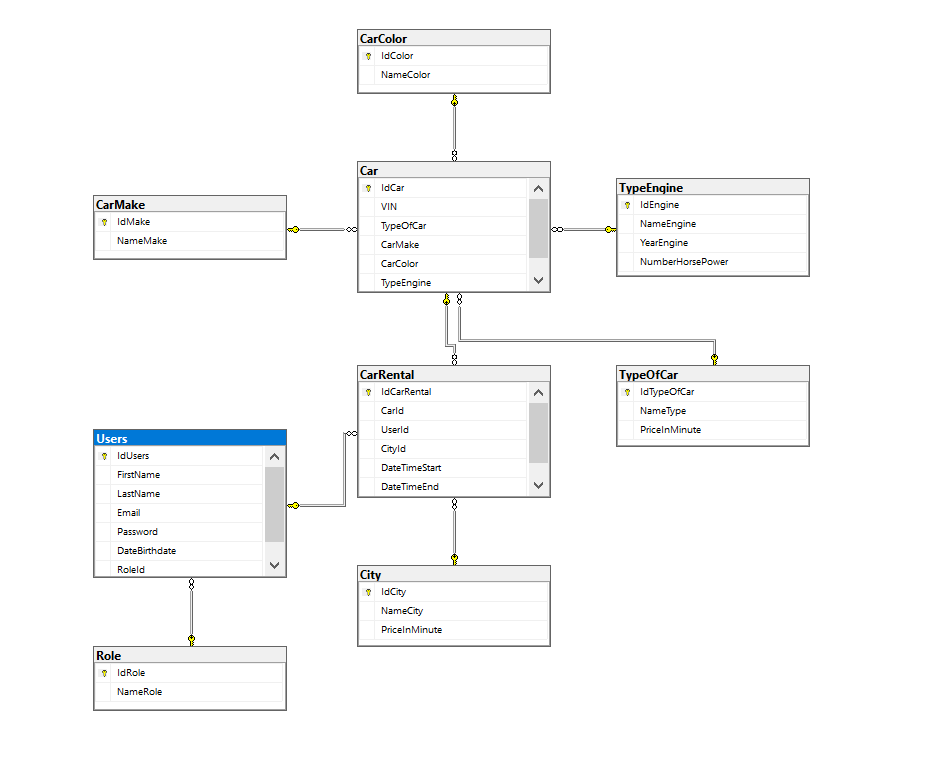 CarColor
IdColor
NameColor
Car
IdCar
VIN
TypeOfCar
CarMake
CarColor
TypeEngine
CarMake
IdMake
NameMake
TypeEngine
IdEngine
NameEngine
YearEngine
NumberHorsePower
CarRental
IdCarRental
CarId
UserId
CityId
DateTimeStart
DateTimeEnd
TypeOfCar
IdTypeOfCar
NameType
PriceInMinute
Users
IdUsers
FirstName
LastName
Email
Password
DateBirthdate
RoleId
City
IdCity
NameCity
PriceInMinute
Role
IdRole
NameRole